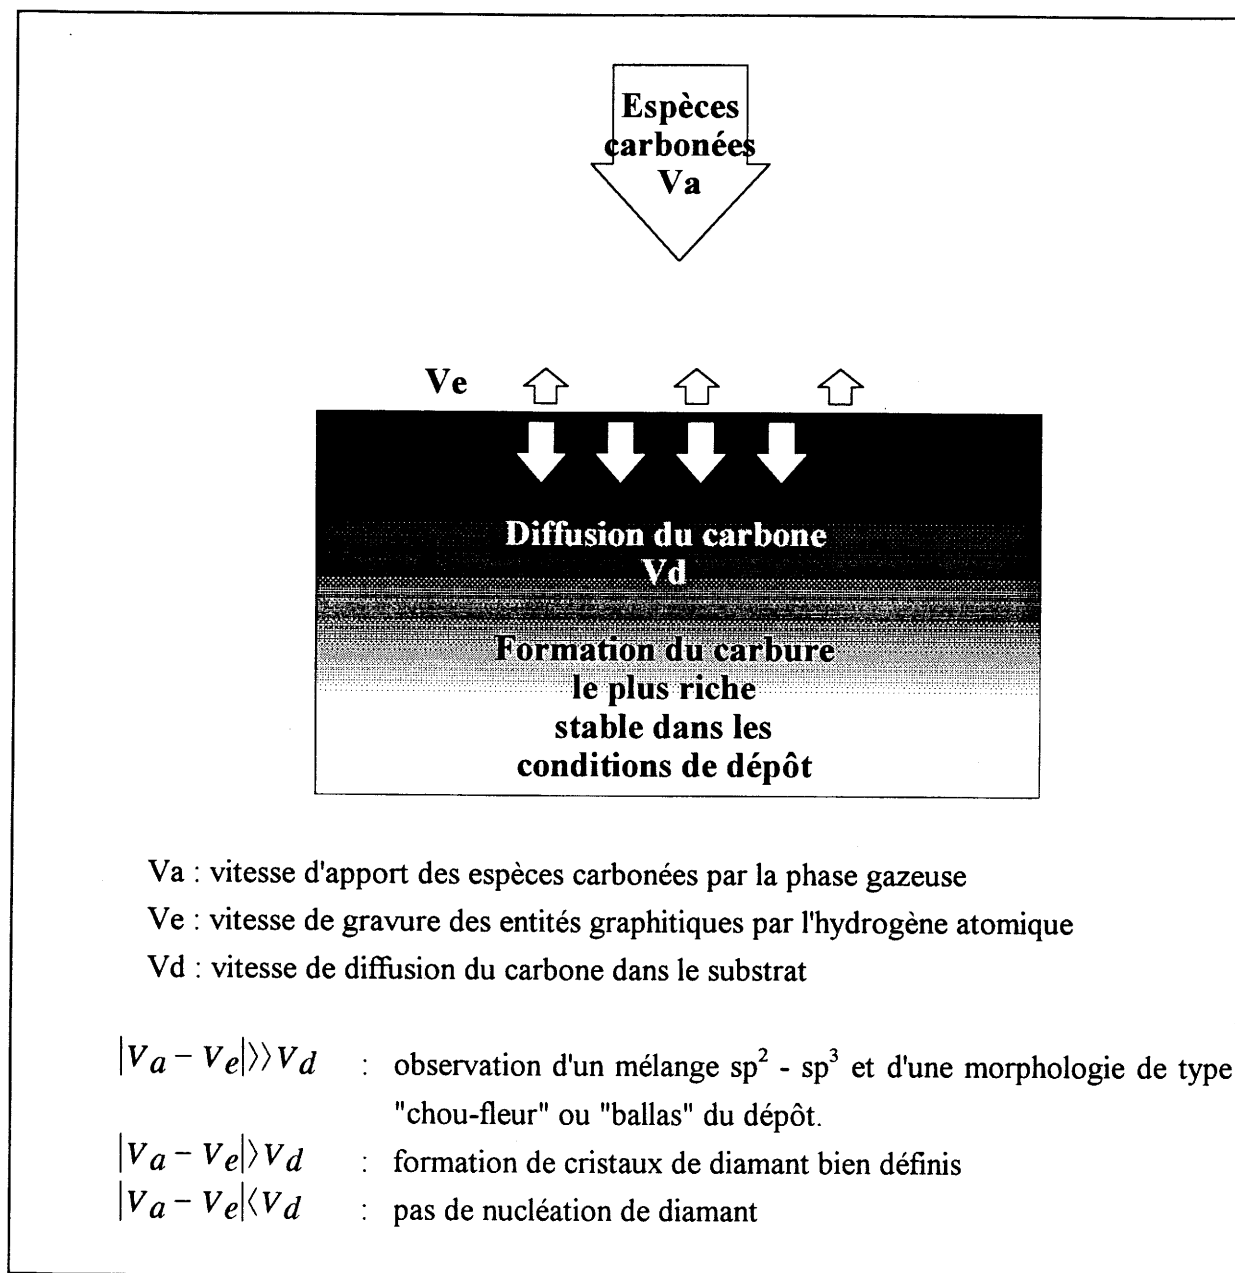 Espèces
carbonées
Va
Ve
Diffusion du carbone
Vd
Formation du carbure
le plus riche
stable dans les
conditions de dépôt
Va : vitesse d'apport des espèces carbonées par la phase gazeuse
Ve : vitesse de gravure des entités graphitiques par l'hydrogène atomique
Vd : vitesse de diffusion du carbone dans le substrat
|Va − Ve|⟩⟩Vd : observation d'un mélange sp² - sp³ et d'une morphologie de type
"chou-fleur" ou "ballas" du dépôt.
|Va − Ve|⟩Vd : formation de cristaux de diamant bien définis
|Va − Ve|⟨Vd : pas de nucléation de diamant